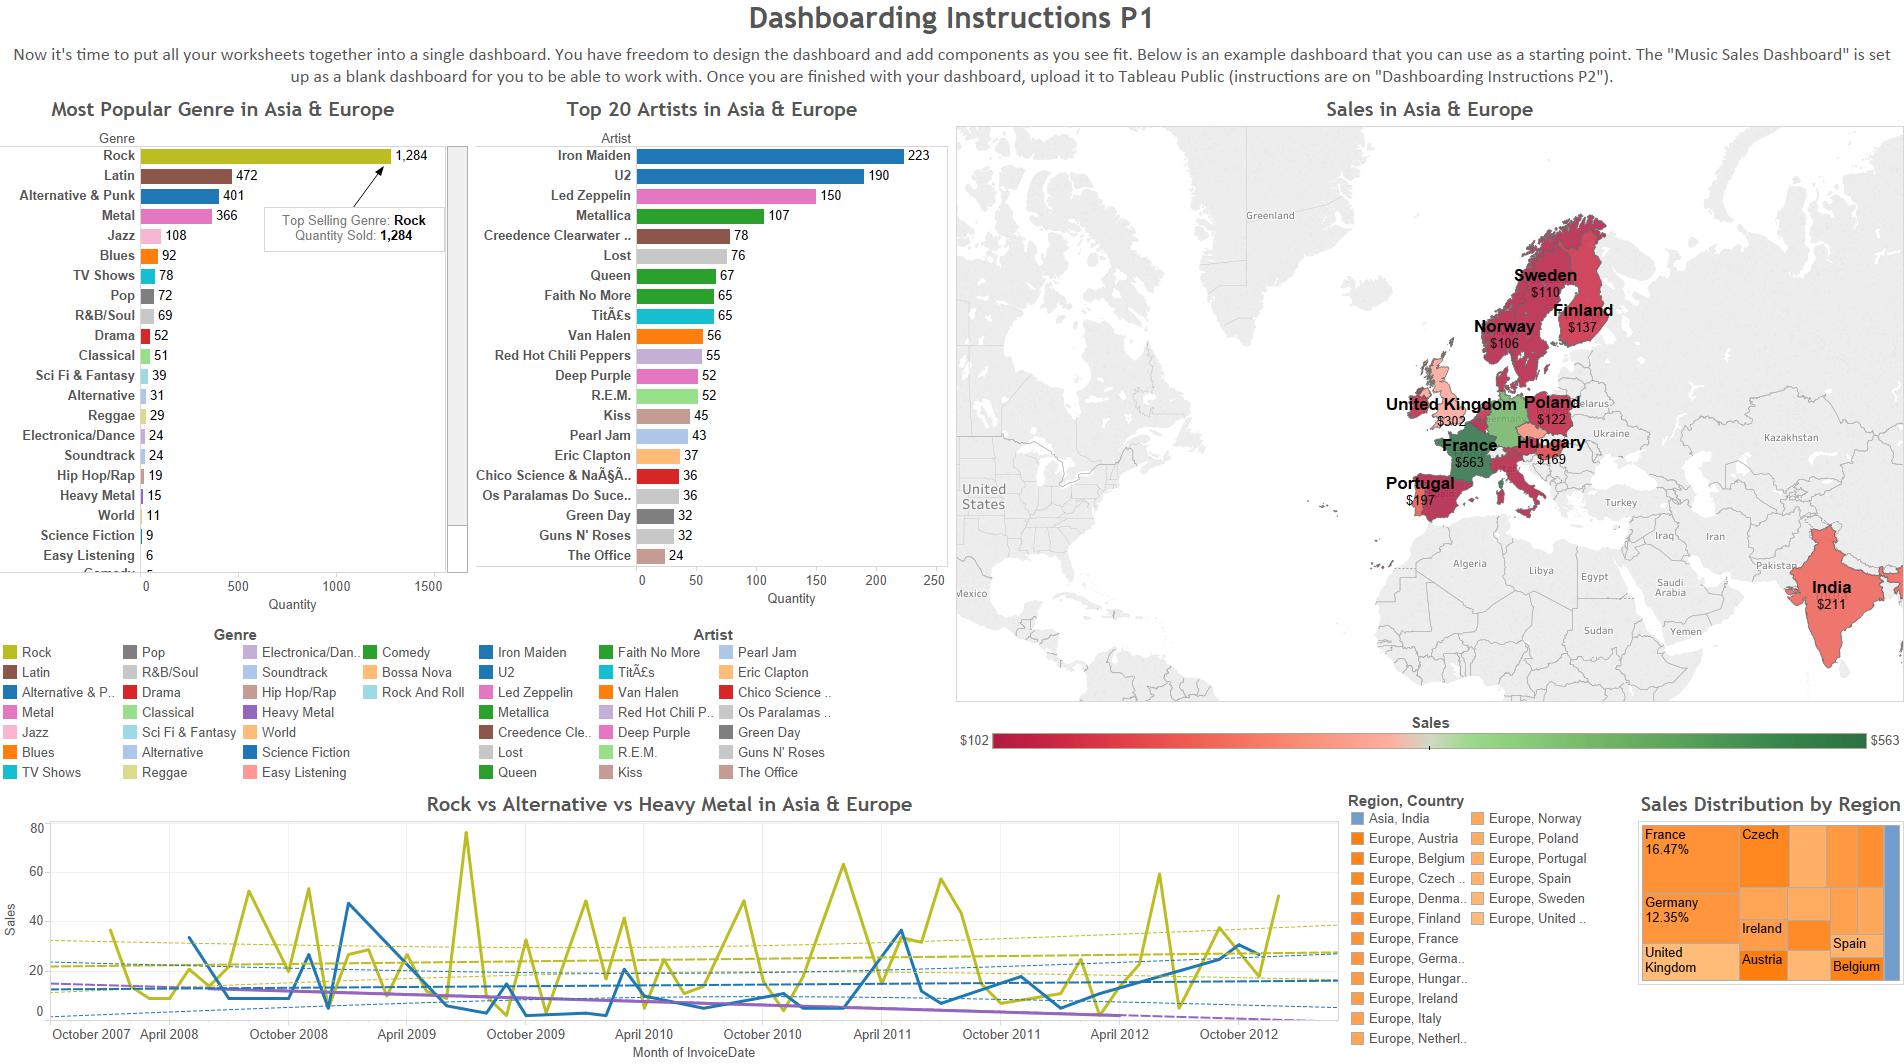 Dashboarding Instructions P1
Now it's time to put all your worksheets together into a single dashboard. You have freedom to design the dashboard and add components as you see fit. Below is an example dashboard that you can use as a starting point. The "Music Sales Dashboard" is set
up as a blank dashboard for you to be able to work with. Once you are finished with your dashboard, upload it to Tableau Public (instructions are on "Dashboarding Instructions P2").
Most Popular Genre in Asia & Europe
Genre
Rock 1,284
Latin 472
Alternative & Punk 401
Metal 366
Jazz 108
Blues 92
TV Shows 78
Pop 72
R&B/Soul 69
Drama 52
Classical 51
Sci Fi & Fantasy 39
Alternative 31
Reggae 29
Electronica/Dance 24
Soundtrack 24
Hip Hop/Rap 19
Heavy Metal 15
World 11
Science Fiction 9
Easy Listening 6
Top Selling Genre: Rock
Quantity Sold: 1,284
0 500 1000 1500
Quantity
Top 20 Artists in Asia & Europe
Artist
Iron Maiden 223
U2 190
Led Zeppelin 150
Metallica 107
Creedence Clearwater .. 78
Lost 76
Queen 67
Faith No More 65
TitÃ£s 65
Van Halen 56
Red Hot Chili Peppers 55
Deep Purple 52
R.E.M. 52
Kiss 45
Pearl Jam 43
Eric Clapton 37
Chico Science & NaÃ§Ã.. 36
Os Paralamas Do Suce.. 36
Green Day 32
Guns N' Roses 32
The Office 24
0 50 100 150 200 250
Quantity
Sales in Asia & Europe
Greenland
Sweden
$110
Finland
$137
Norway
$106
United Kingdom
$302
Poland
$122
elarus
Ukraine
Kazakhstan
France
$563
Hungary
$169
Portugal
$197
United
States
Turkey
Iraq
Iran
Pakistan
Algeria
Libya
Egypt
Saudi
Arabia
India
$211
Mexico
Sudan
Yemen
Sales
$102 $563
Genre
Rock
Latin
Alternative & P..
Metal
Jazz
Blues
TV Shows
Pop
R&B/Soul
Drama
Classical
Sci Fi & Fantasy
Alternative
Reggae
Electronica/Dan..
Soundtrack
Hip Hop/Rap
Heavy Metal
World
Science Fiction
Easy Listening
Comedy
Bossa Nova
Rock And Roll
Artist
Iron Maiden
U2
Led Zeppelin
Metallica
Creedence Cle..
Lost
Queen
Faith No More
TitÃ£s
Van Halen
Red Hot Chili P..
Deep Purple
R.E.M.
Kiss
Pearl Jam
Eric Clapton
Chico Science ..
Os Paralamas ..
Green Day
Guns N' Roses
The Office
Rock vs Alternative vs Heavy Metal in Asia & Europe
80
60
40
20
0
Sales
October 2007 April 2008 October 2008 April 2009 October 2009 April 2010 October 2010 April 2011 October 2011 April 2012 October 2012
Month of InvoiceDate
Region, Country
Asia, India
Europe, Austria
Europe, Belgium
Europe, Czech ..
Europe, Denma..
Europe, Finland
Europe, France
Europe, Germa..
Europe, Hungar..
Europe, Ireland
Europe, Italy
Europe, Netherl..
Europe, Norway
Europe, Poland
Europe, Portugal
Europe, Spain
Europe, Sweden
Europe, United ..
Sales Distribution by Region
France
16.47%
Czech
Germany
12.35%
Ireland
United
Kingdom
Austria
Spain
Belgium